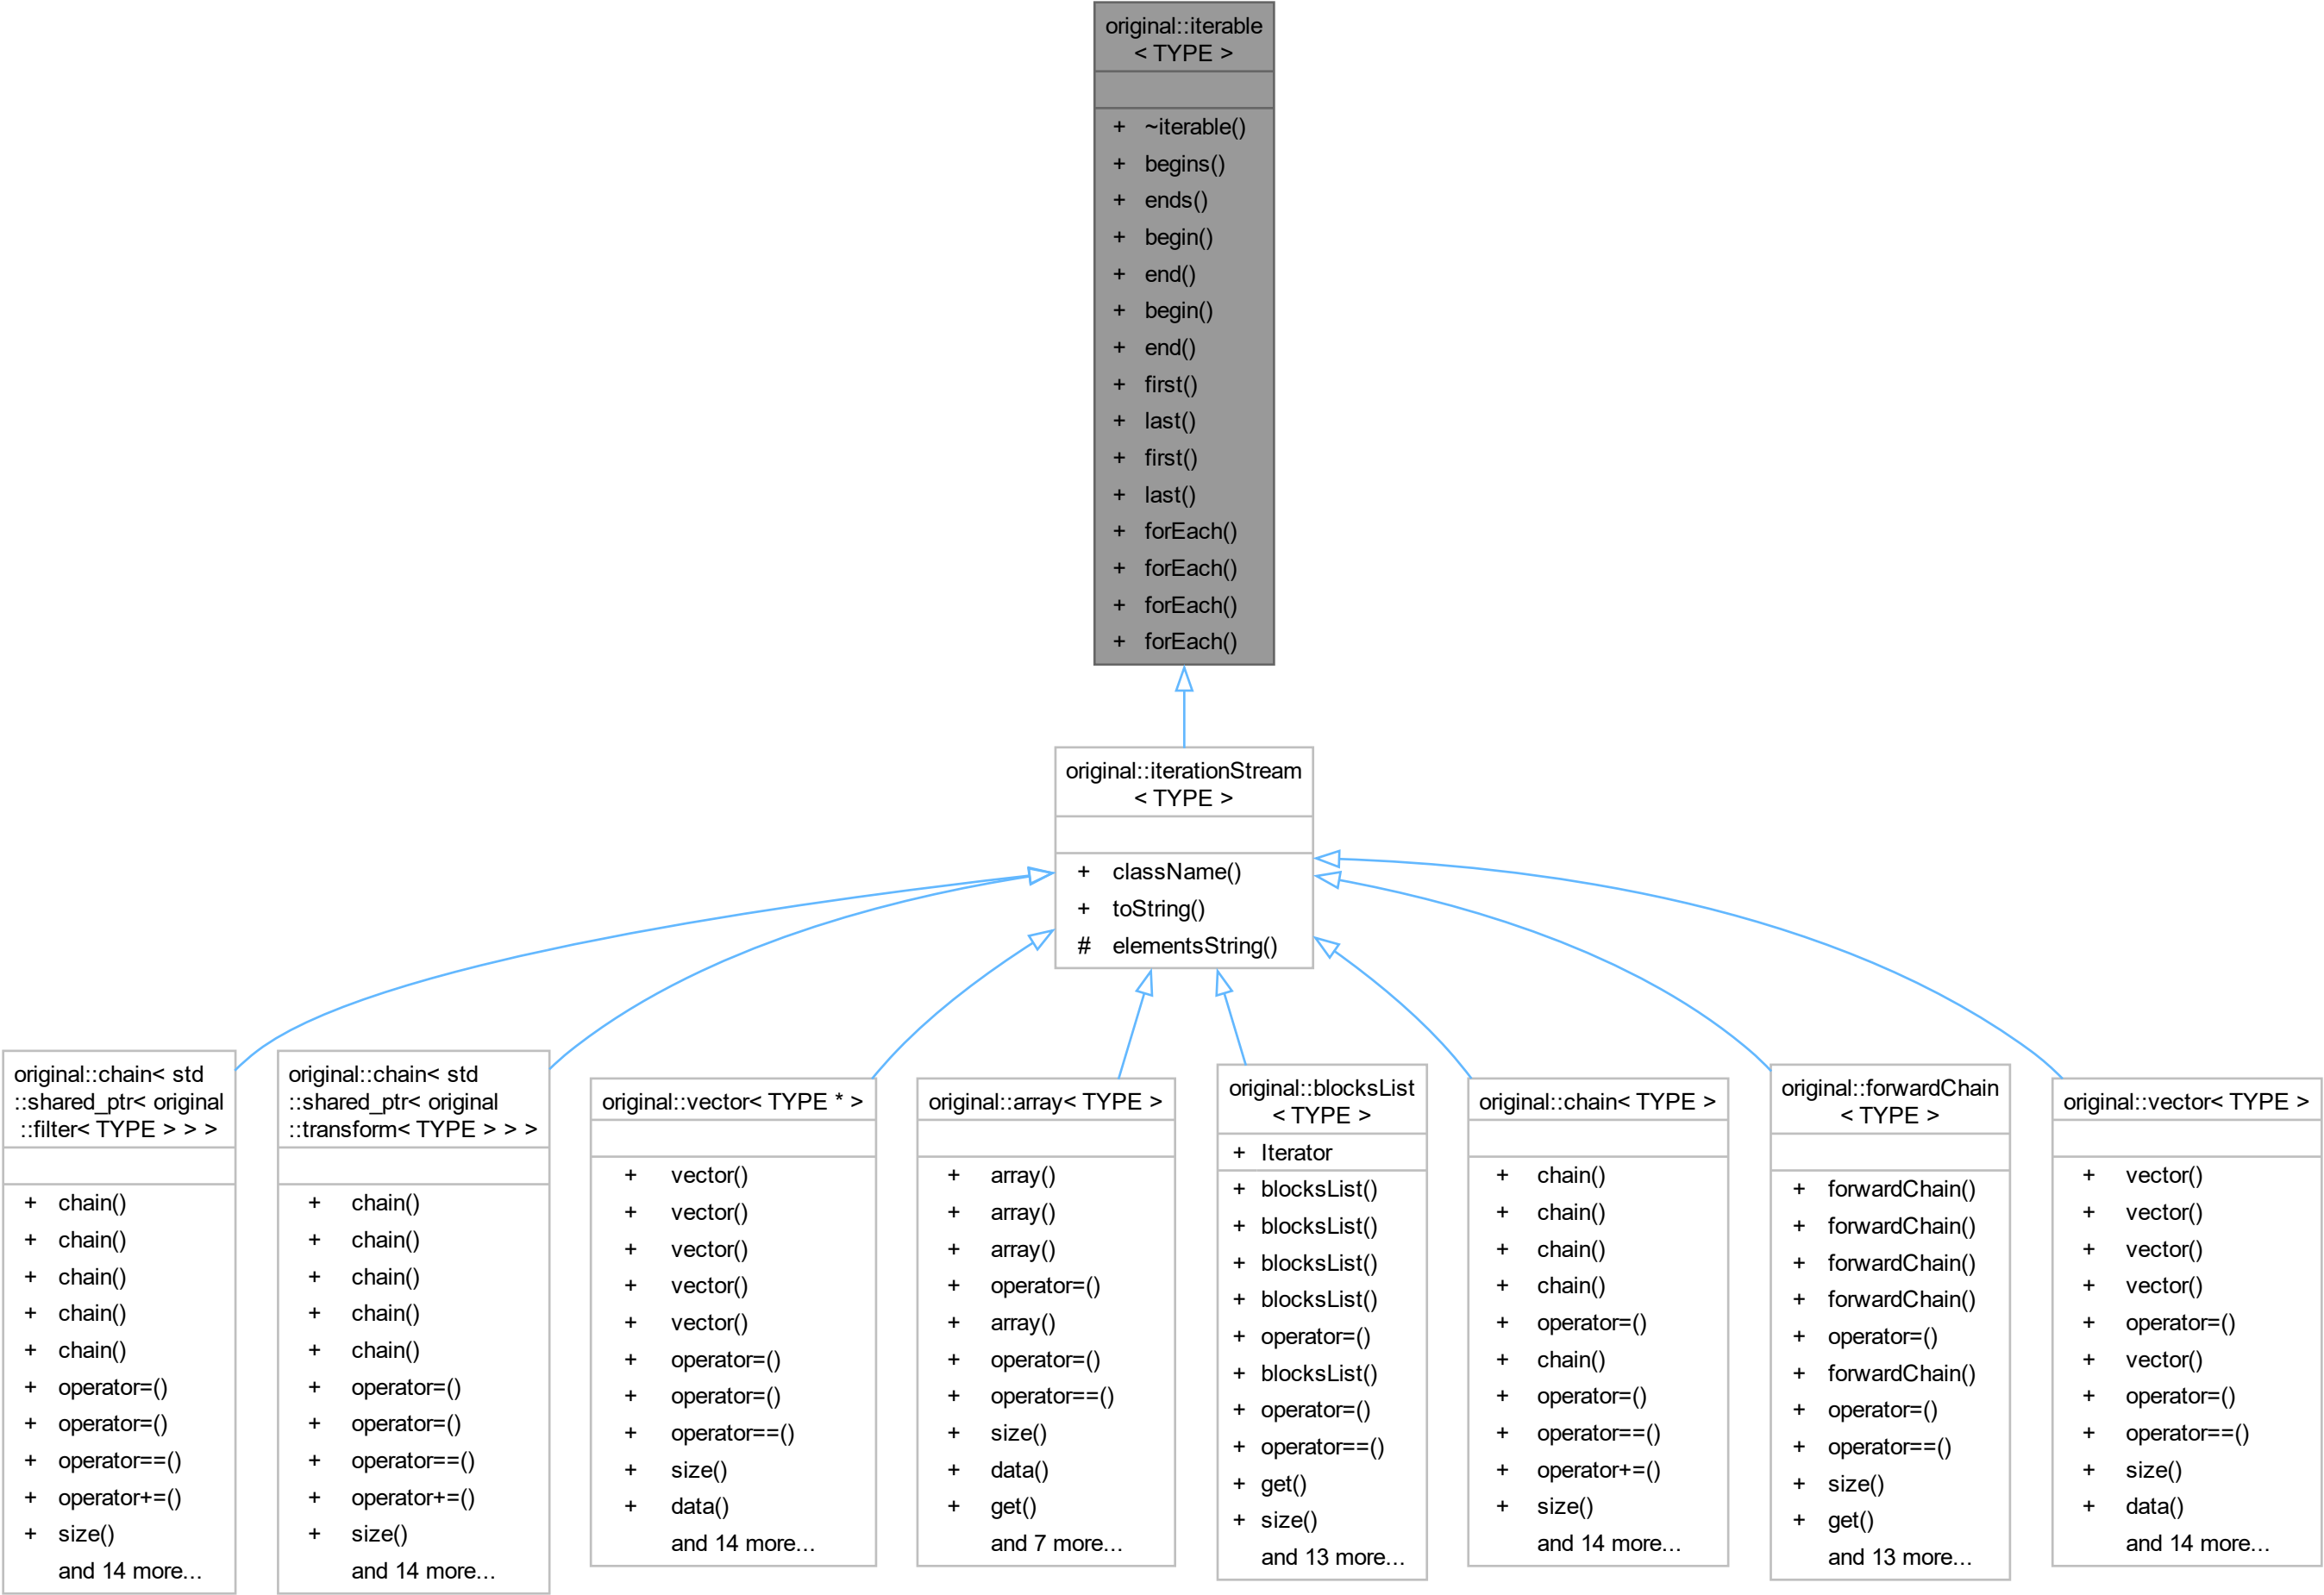 original::iterable
< TYPE >
+ ~iterable()
+ begins()
+ ends()
+ begin()
+ end()
+ begin()
+ end()
+ first()
+ last()
+ first()
+ last()
+ forEach()
+ forEach()
+ forEach()
+ forEach()
original::iterationStream
< TYPE >
+ className()
+ toString()
# elementsString()
original::chain< std
::shared_ptr< original
::filter< TYPE > > >
+ chain()
+ chain()
+ chain()
+ chain()
+ chain()
+ operator=()
+ operator=()
+ operator==()
+ operator+=()
+ size()
and 14 more...
original::chain< std
::shared_ptr< original
::transform< TYPE > > >
+ chain()
+ chain()
+ chain()
+ chain()
+ chain()
+ operator=()
+ operator=()
+ operator==()
+ operator+=()
+ size()
and 14 more...
original::vector< TYPE * >
+ vector()
+ vector()
+ vector()
+ vector()
+ vector()
+ operator=()
+ operator=()
+ operator==()
+ size()
+ data()
and 14 more...
original::array< TYPE >
+ array()
+ array()
+ array()
+ operator=()
+ array()
+ operator=()
+ operator==()
+ size()
+ data()
+ get()
and 7 more...
original::blocksList
< TYPE >
+ Iterator
+ blocksList()
+ blocksList()
+ blocksList()
+ blocksList()
+ operator=()
+ blocksList()
+ operator=()
+ operator==()
+ get()
+ size()
and 13 more...
original::chain< TYPE >
+ chain()
+ chain()
+ chain()
+ chain()
+ operator=()
+ chain()
+ operator=()
+ operator==()
+ operator+=()
+ size()
and 14 more...
original::forwardChain
< TYPE >
+ forwardChain()
+ forwardChain()
+ forwardChain()
+ forwardChain()
+ operator=()
+ forwardChain()
+ operator=()
+ operator==()
+ size()
+ get()
and 13 more...
original::vector< TYPE >
+ vector()
+ vector()
+ vector()
+ vector()
+ operator=()
+ vector()
+ operator=()
+ operator==()
+ size()
+ data()
and 14 more...